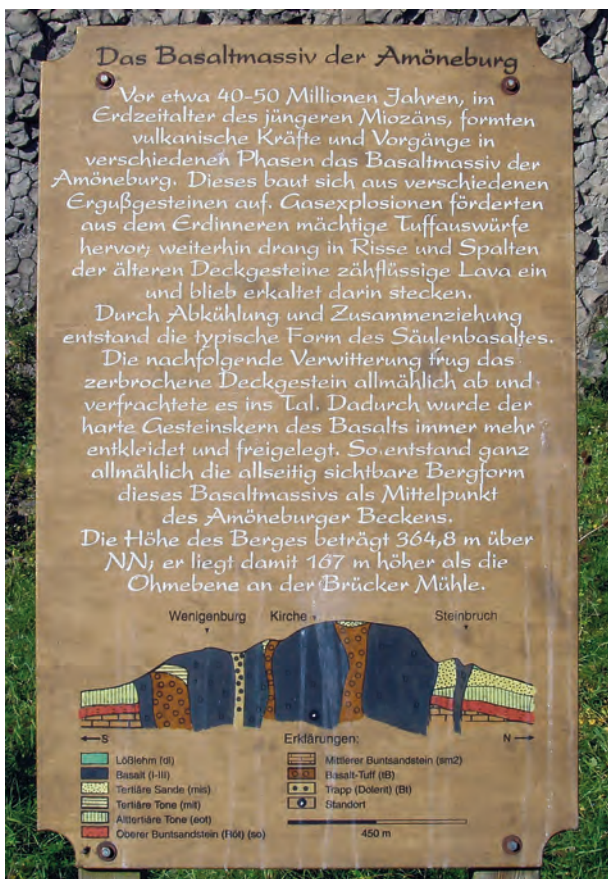 Das Basaltmassiv der Amöneburg
Vor etwa 40-50 Millionen Jahren, im
Erdzeitalter des jüngeren Miozäns, formten
vulkanische Kräfte und Vorgänge in
verschiedenen Phasen das Basaltmassiv der
Amöneburg. Dieses baut sich aus verschiedenen
Ergußgesteinen auf. Gasexplosionen förderten
aus dem Erdinneren mächtige Tuffauswürfe
hervor; weiterhin drang in Risse und Spalten
der älteren Deckgesteine zähflüssige Lava ein
und blieb erkaltet darin stecken.
Durch Abkühlung und Zusammenziehung
entstand die typische Form des Säulenbasaltes.
Die nachfolgende Verwitterung trug das
zerbrochene Deckgestein allmählich ab und
verfrachtete es ins Tal. Dadurch wurde der
harte Gesteinskern des Basalts immer mehr
entkleidet und freigelegt. So entstand ganz
allmählich die allseitig sichtbare Bergform
dieses Basaltmassivs als Mittelpunkt
des Amöneburger Beckens.
Die Höhe des Berges beträgt 364,8 m über
NN; er liegt damit 167 m höher als die
Ohmebene an der Brücker Mühle.
Wenigenburg Kirche Steinbruch
S Erklärungen: N
Lößlehm (dl)
Basalt (I-III)
Tertiäre Sande (mis)
Tertiäre Tone (mit)
Alttertiäre Tone (eot)
Oberer Buntsandstein (Röt) (so)
Mittlerer Buntsandstein (sm2)
Basalt-Tuff (tB)
Trapp (Dolerit) (Bt)
Standort
450 m